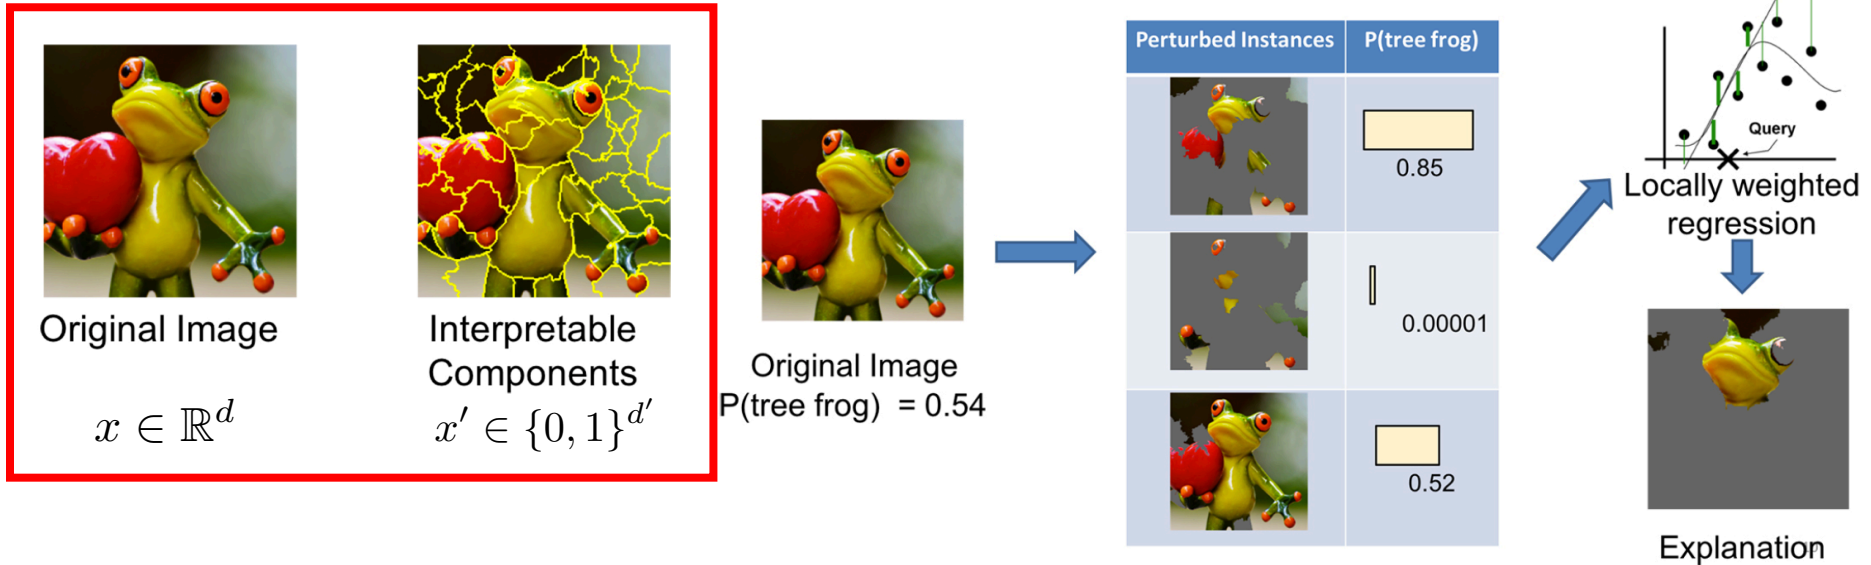 Original Image
x ∈ ℝ^d
Interpretable
Components
x′ ∈ {0, 1}^{d′}
Original Image
P(tree frog) = 0.54
Perturbed Instances
P(tree frog)
0.85
0.00001
0.52
Query
Locally weighted
regression
Explanation